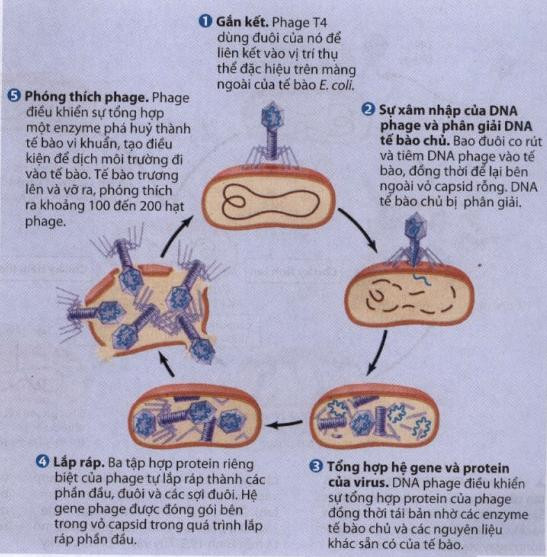 1 Gắn kết. Phage T4
dùng đuôi của nó để
liên kết vào vị trí thụ
thể đặc hiệu trên màng
ngoài của tế bào E. coli.
2 Sự xâm nhập của DNA
phage và phân giải DNA
tế bào chủ. Bao đuôi co rút
và tiêm DNA phage vào tế
bào, đồng thời để lại bên
ngoài vỏ capsid rỗng. DNA
tế bào chủ bị phân giải.
3 Tổng hợp hệ gene và protein
của virus. DNA phage điều khiển
sự tổng hợp protein của phage
đồng thời tái bản nhờ các enzyme
tế bào chủ và các nguyên liệu
khác sẵn có của tế bào.
4 Lắp ráp. Ba tập hợp protein riêng
biệt của phage tự lắp ráp thành các
phần đầu, đuôi và các sợi đuôi. Hệ
gene phage được đóng gói bên
trong vỏ capsid trong quá trình lắp
ráp phần đầu.
5 Phóng thích phage. Phage
điều khiển sự tổng hợp
một enzyme phá huỷ thành
tế bào vi khuẩn, tạo điều
kiện để dịch môi trường đi
vào tế bào. Tế bào trương
lên và vỡ ra, phóng thích
ra khoảng 100 đến 200 hạt
phage.